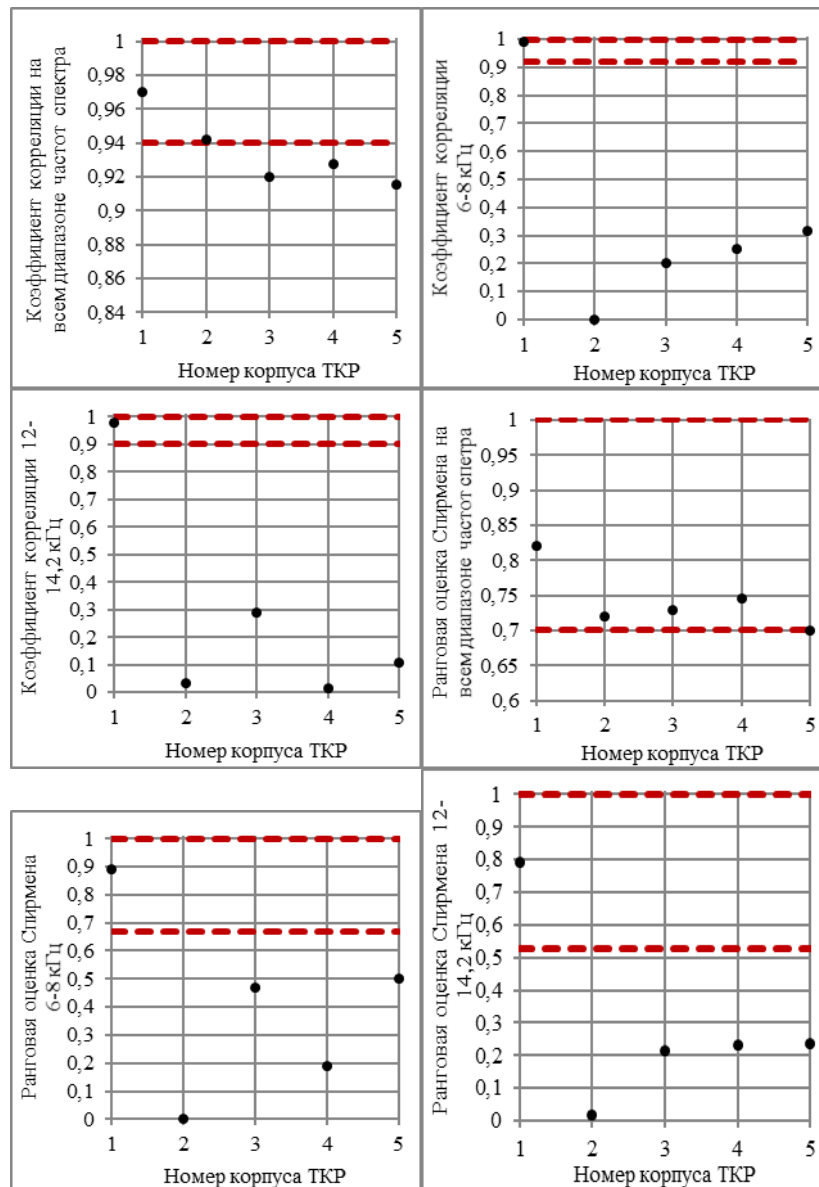 Коэффициент корреляции на
всем диапазоне частот спектра
1
0,98
0,96
0,94
0,92
0,9
0,88
0,86
0,84
1 2 3 4 5
Номер корпуса ТКР
Коэффициент корреляции
6-8 кГц
1
0,9
0,8
0,7
0,6
0,5
0,4
0,3
0,2
0,1
0
1 2 3 4 5
Номер корпуса ТКР
Коэффициент корреляции 12-
14,2 кГц
1
0,9
0,8
0,7
0,6
0,5
0,4
0,3
0,2
0,1
0
1 2 3 4 5
Номер корпуса ТКР
Ранговая оценка Спирмена на
всем диапазоне частот спетра
1
0,95
0,9
0,85
0,8
0,75
0,7
0,65
0,6
1 2 3 4 5
Номер корпуса ТКР
Ранговая оценка Спирмена
6-8 кГц
1
0,9
0,8
0,7
0,6
0,5
0,4
0,3
0,2
0,1
0
1 2 3 4 5
Номер корпуса ТКР
Ранговая оценка Спирмена 12-
14,2 кГц
1
0,9
0,8
0,7
0,6
0,5
0,4
0,3
0,2
0,1
0
1 2 3 4 5
Номер корпуса ТКР